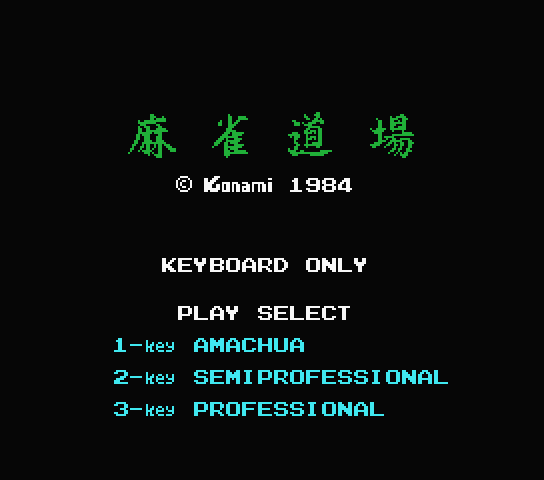 麻雀道場
© Konami 1984
KEYBOARD ONLY
PLAY SELECT
1-key AMACHUA
2-key SEMIPROFESSIONAL
3-key PROFESSIONAL